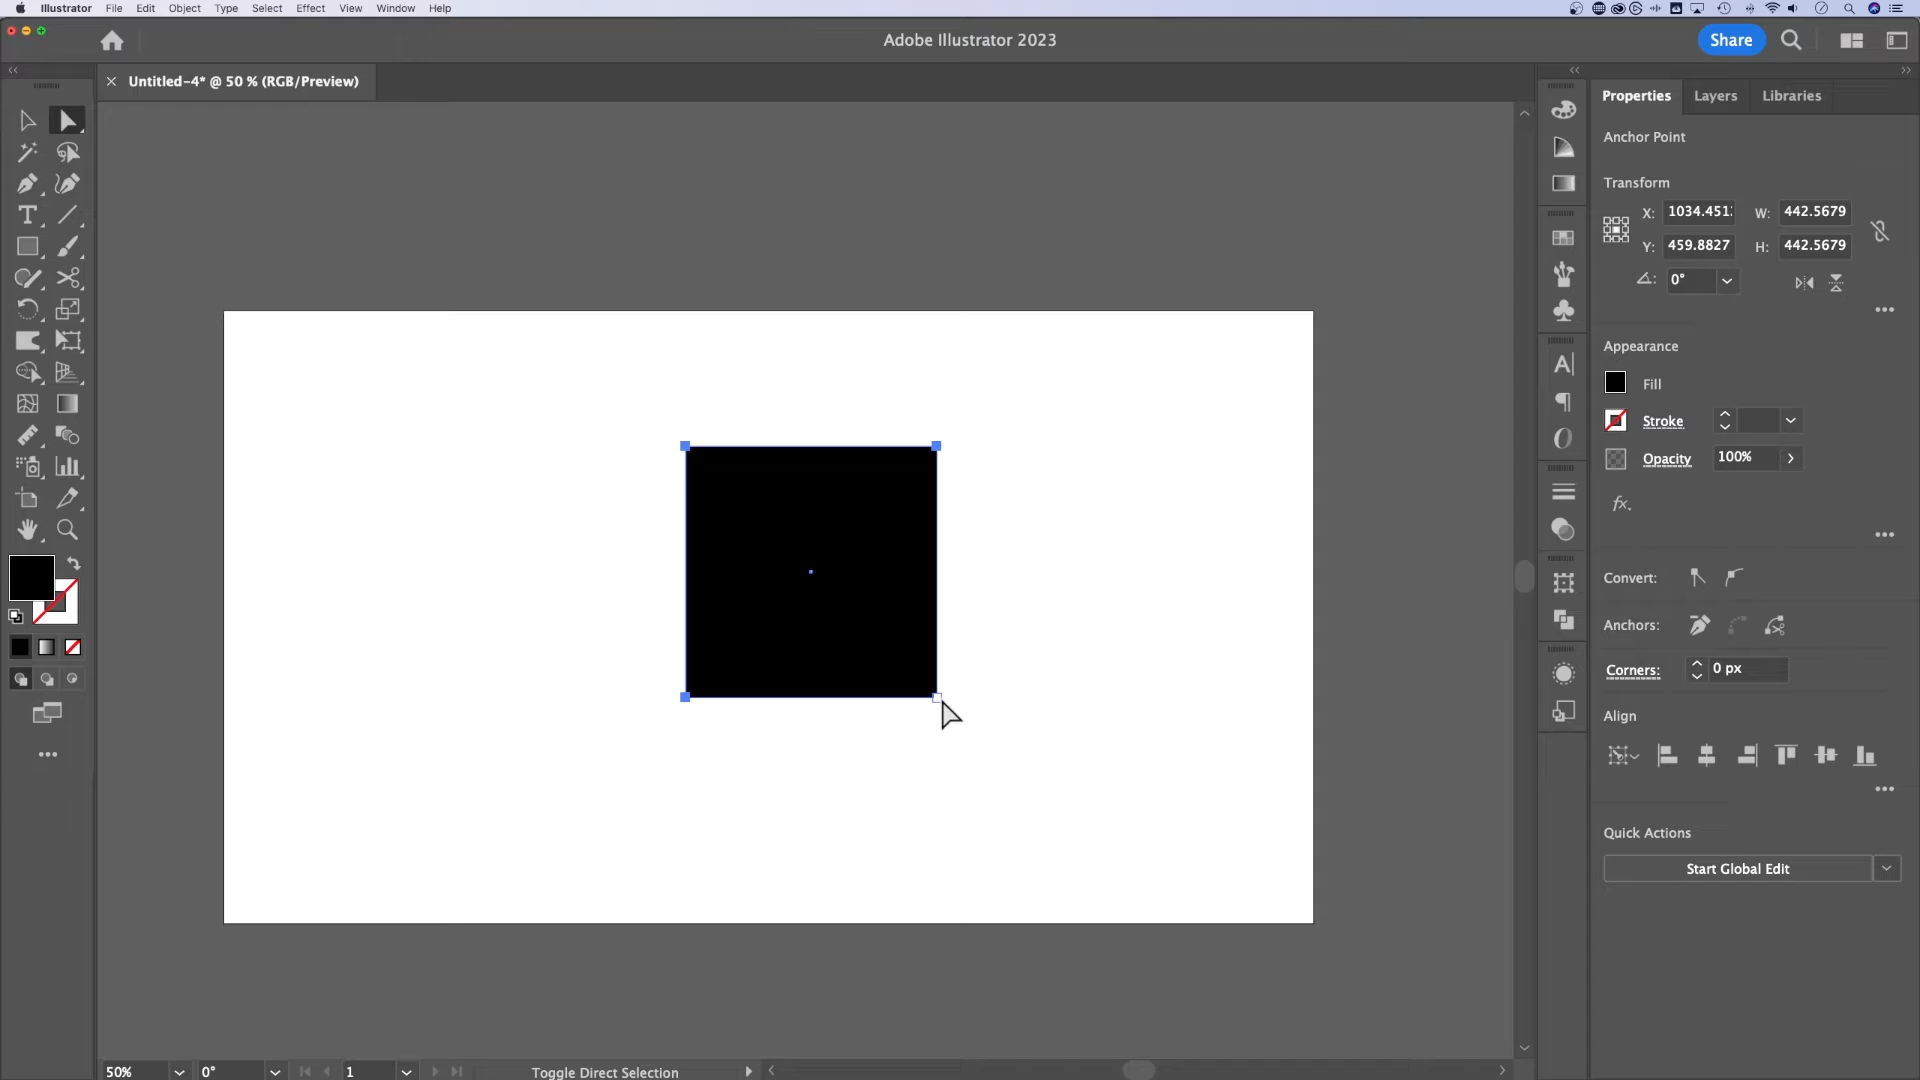 Illustrator File Edit Object Type Select Effect View Window Help
Adobe Illustrator 2023
Share
Untitled-4* @ 50 % (RGB/Preview)
Properties Layers Libraries
Anchor Point
Transform
X: 1034.451 W: 442.5679
Y: 459.8827 H: 442.5679
0°
Appearance
Fill
Stroke
Opacity 100%
fx
Convert:
Anchors:
Corners: 0 px
Align
Quick Actions
Start Global Edit
50% 0° 1 Toggle Direct Selection